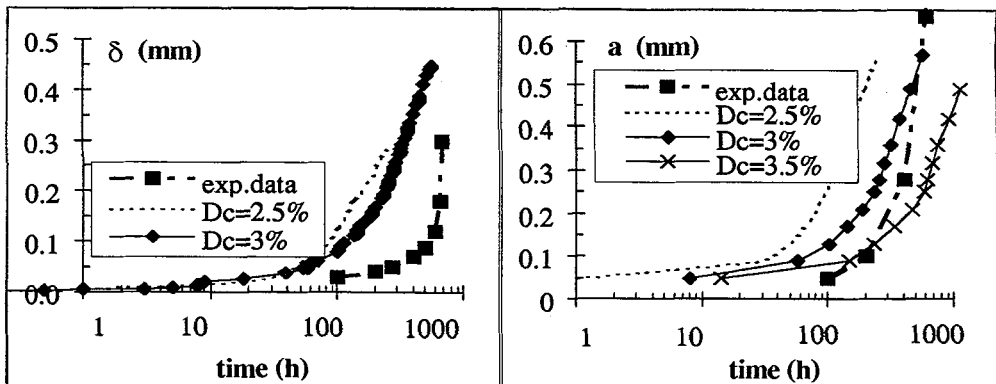 δ (mm)
0.5
0.4
0.3
0.2
0.1
0.0
exp.data
Dc=2.5%
Dc=3%
1
10
100
1000
time (h)
a (mm)
0.6
0.5
0.4
0.3
0.2
0.1
0
exp.data
Dc=2.5%
Dc=3%
Dc=3.5%
1
10
100
1000
time (h)